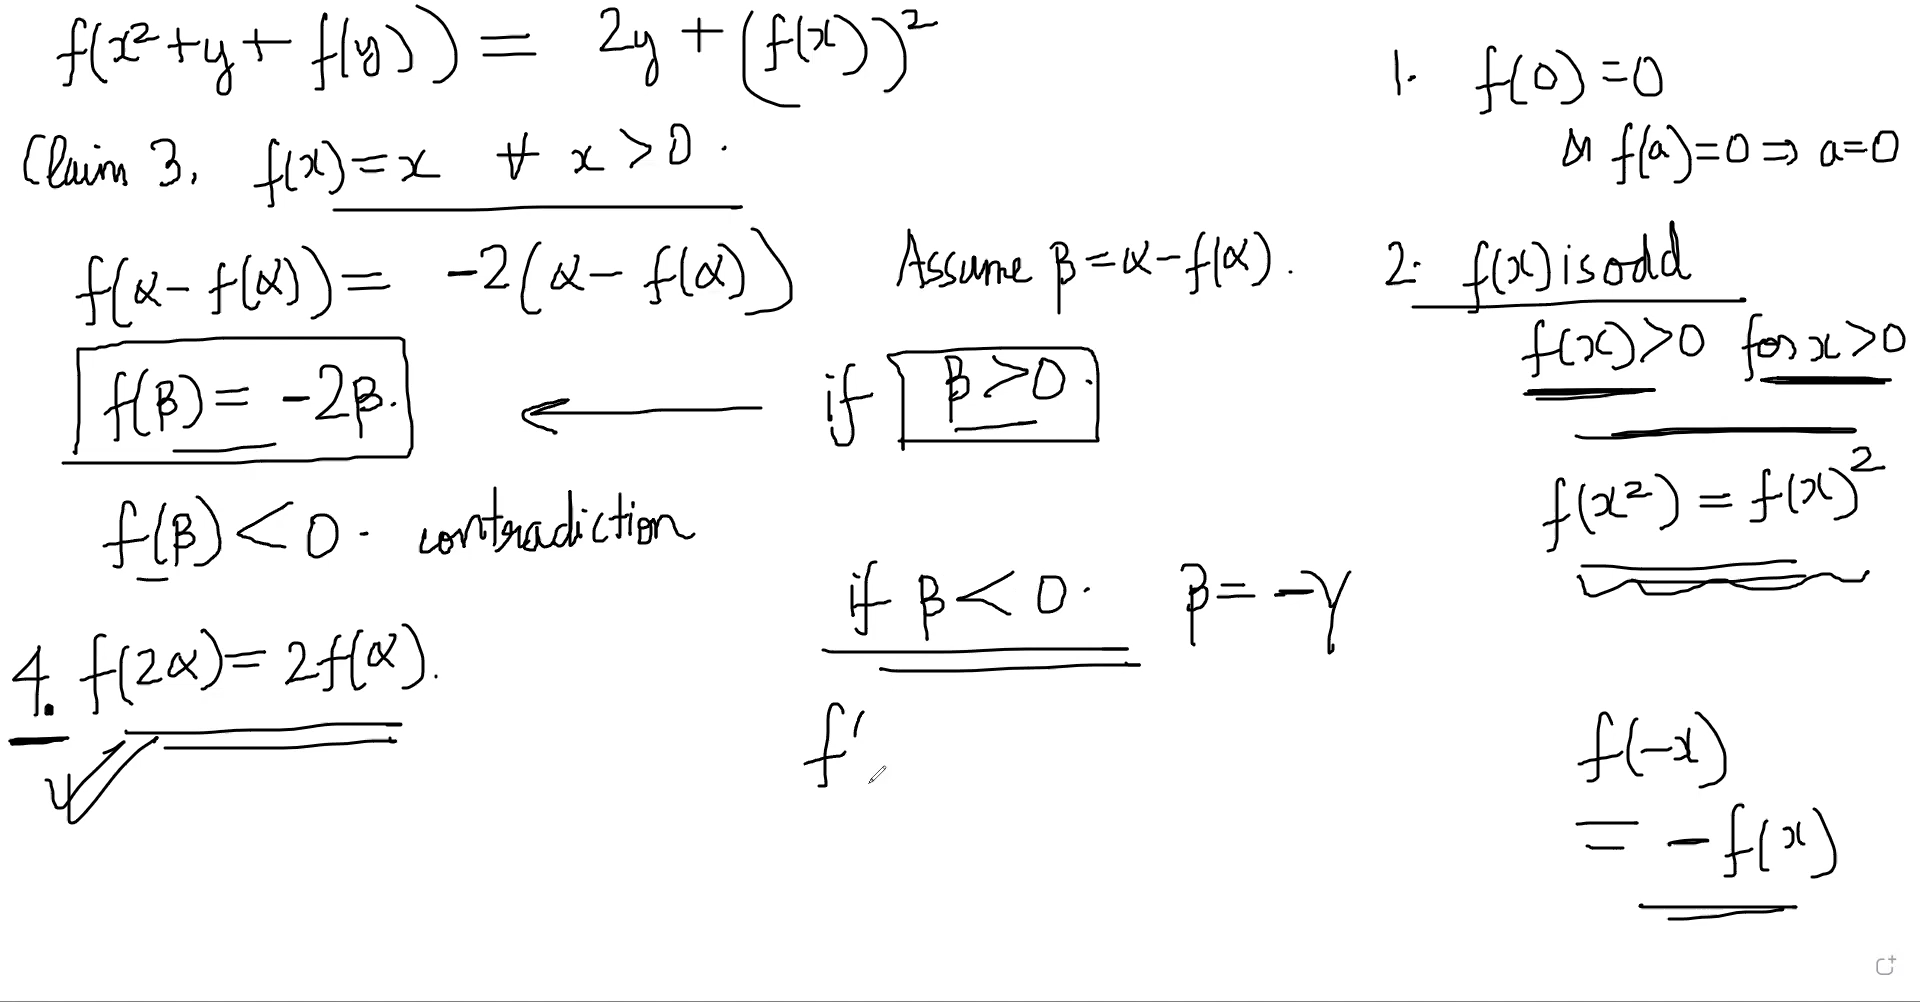 f(x²+y+f(y)) = 2y + (f(x))²
Claim 3. f(x)=x ∀ x>0.
f(α-f(α)) = -2(α-f(α))
Assume β=α-f(α).
f(β) = -2β.
if β>0.
f(β)<0. contradiction
if β<0. β=-γ
4. f(2α)=2f(α).
f'
1. f(0)=0
f(a)=0⇒a=0
2. f(x) is odd
f(x)>0 for x>0
f(x²) = f(x)²
f(-x)
= -f(x)